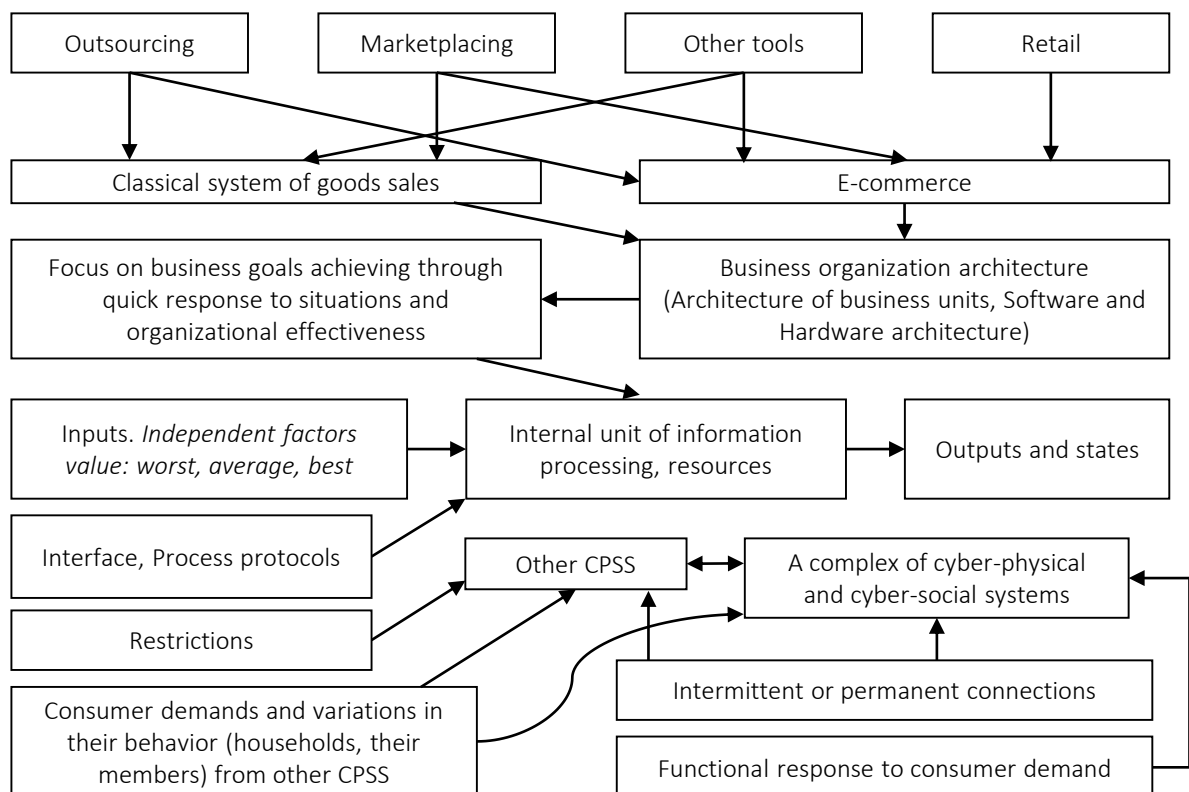 Outsourcing
Marketplacing
Other tools
Retail
Classical system of goods sales
E-commerce
Focus on business goals achieving through
quick response to situations and
organizational effectiveness
Business organization architecture
(Architecture of business units, Software and
Hardware architecture)
Inputs. Independent factors
value: worst, average, best
Internal unit of information
processing, resources
Outputs and states
Interface, Process protocols
Other CPSS
A complex of cyber-physical
and cyber-social systems
Restrictions
Intermittent or permanent connections
Consumer demands and variations in
their behavior (households, their
members) from other CPSS
Functional response to consumer demand